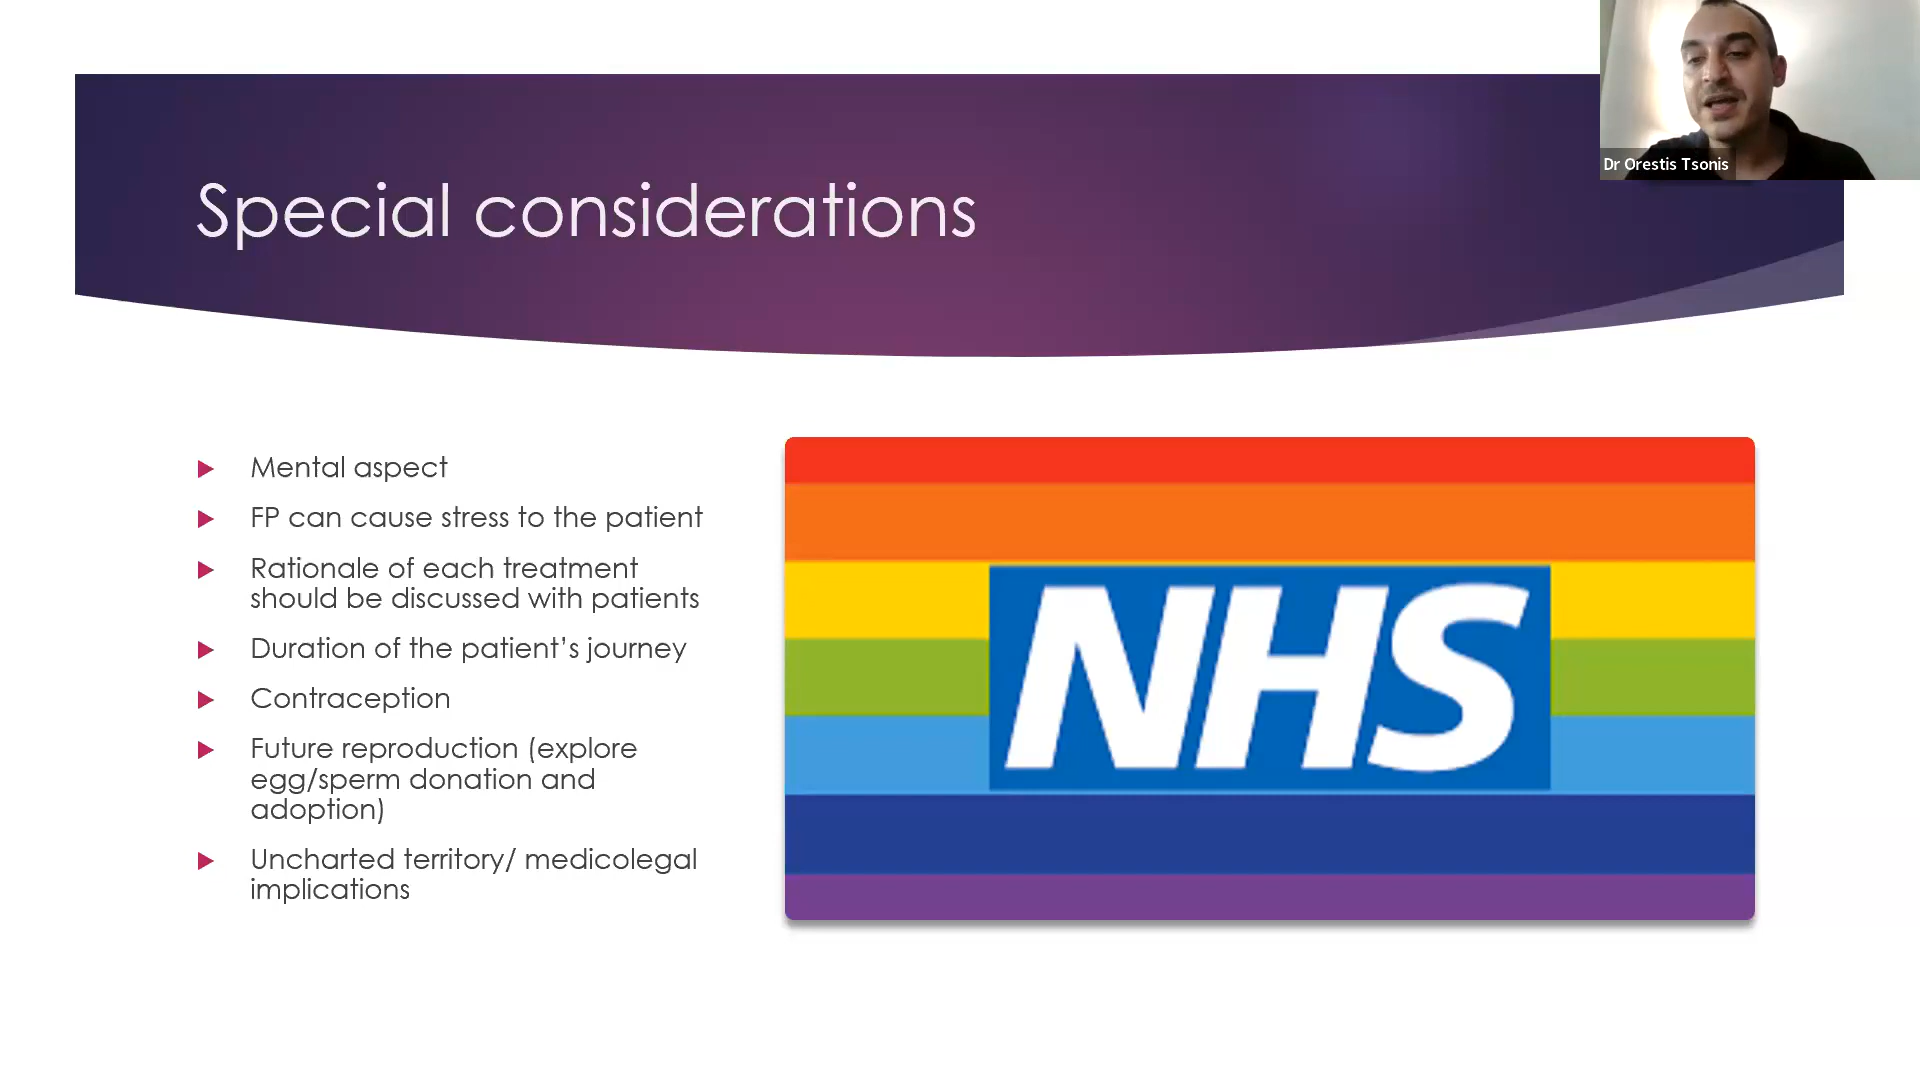 Dr Orestis Tsonis
Special considerations
Mental aspect
FP can cause stress to the patient
Rationale of each treatment
should be discussed with patients
Duration of the patient’s journey
Contraception
Future reproduction (explore
egg/sperm donation and
adoption)
Uncharted territory/ medicolegal
implications
NHS